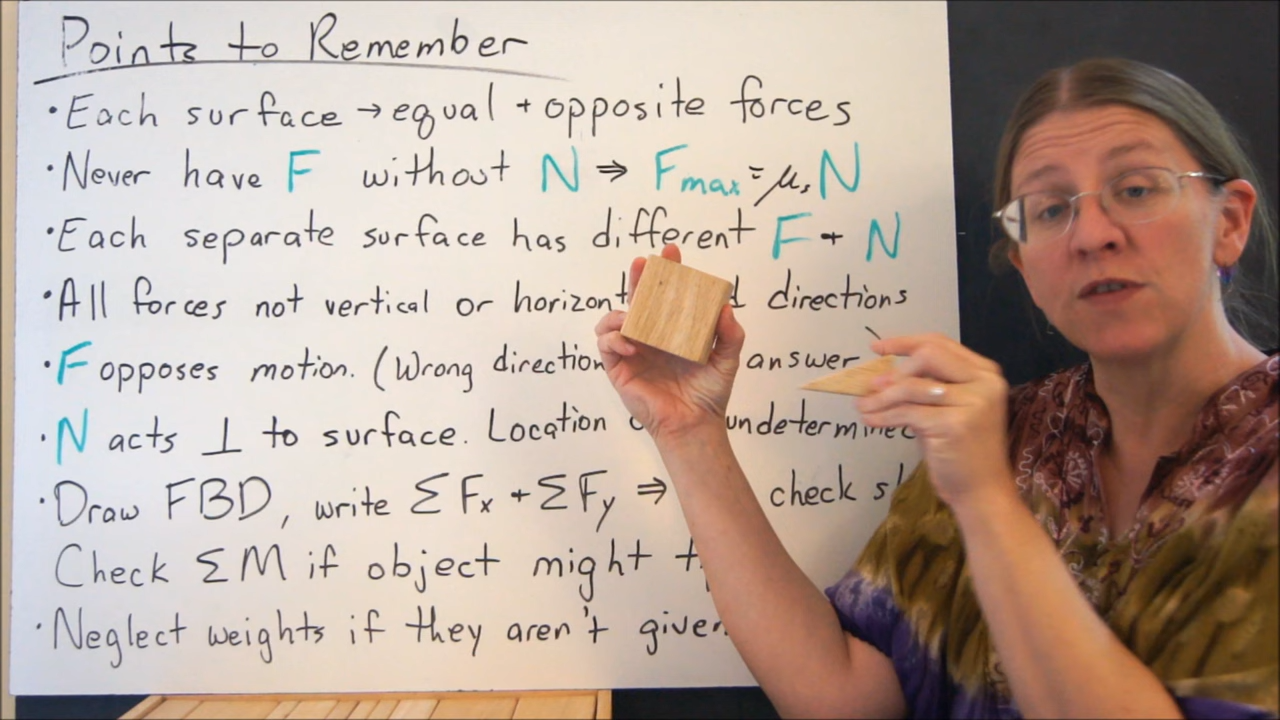 Points to Remember
• Each surface → equal + opposite forces
• Never have F without N ⇒ Fmax = μs N
• Each separate surface has different F + N
• All forces not vertical or directions
• F opposes motion. (Wrong direction answer
• N acts ⊥ to surface. Location
• Draw FBD, write ΣFx + ΣFy ⇒ check
Check ΣM if object might
• Neglect weights if they aren't given